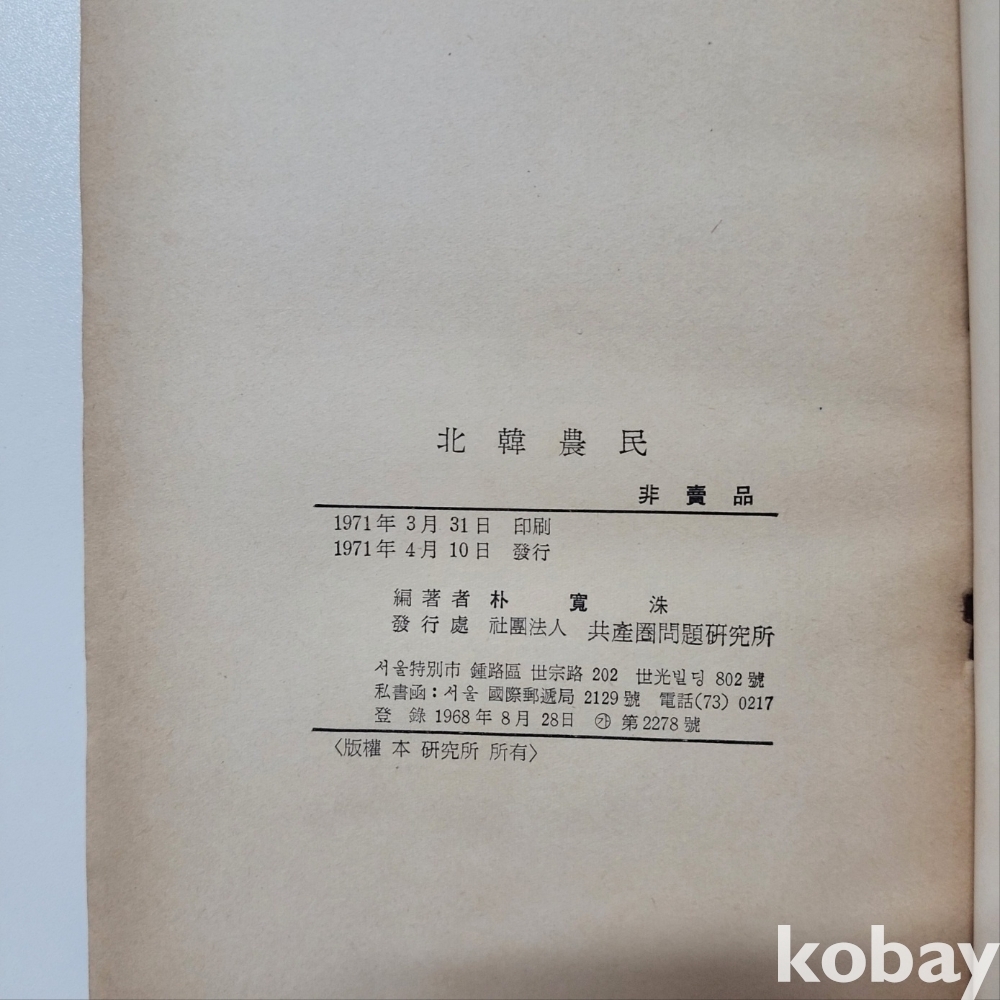 北韓農民
非賣品
1971年 3月 31日 印刷
1971年 4月 10日 發行
編著者 朴寬洙
發行處 社團法人 共產圈問題硏究所
서울特別市 鍾路區 世宗路 202 世光빌딩 802號
私書函: 서울 國際郵遞局 2129號 電話(73) 0217
登錄 1968年 8月 28日 ㉮ 第2278號
〈版權 本 硏究所 所有〉
kobay